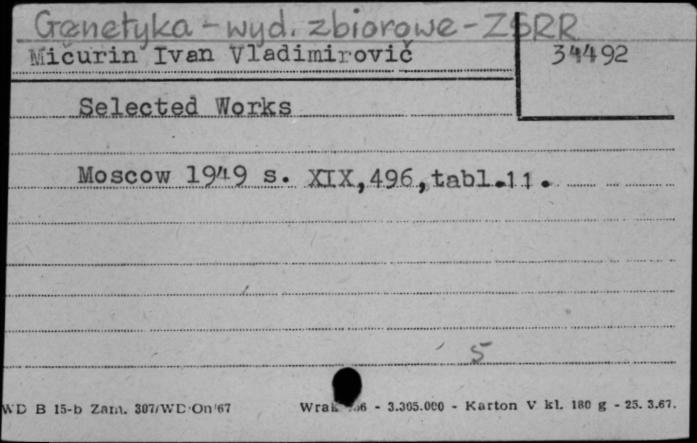 Genetyka - wyd. zbiorowe - ZSRR
Mičurin Ivan Vladimirovič 34492
Selected Works
Moscow 1949 s. XIX,496,tabl.11.
5
WD B 15-b Zam. 307/WD-On'67 - 3.305.000 - Karton V kl. 180 g - 25. 3.67.